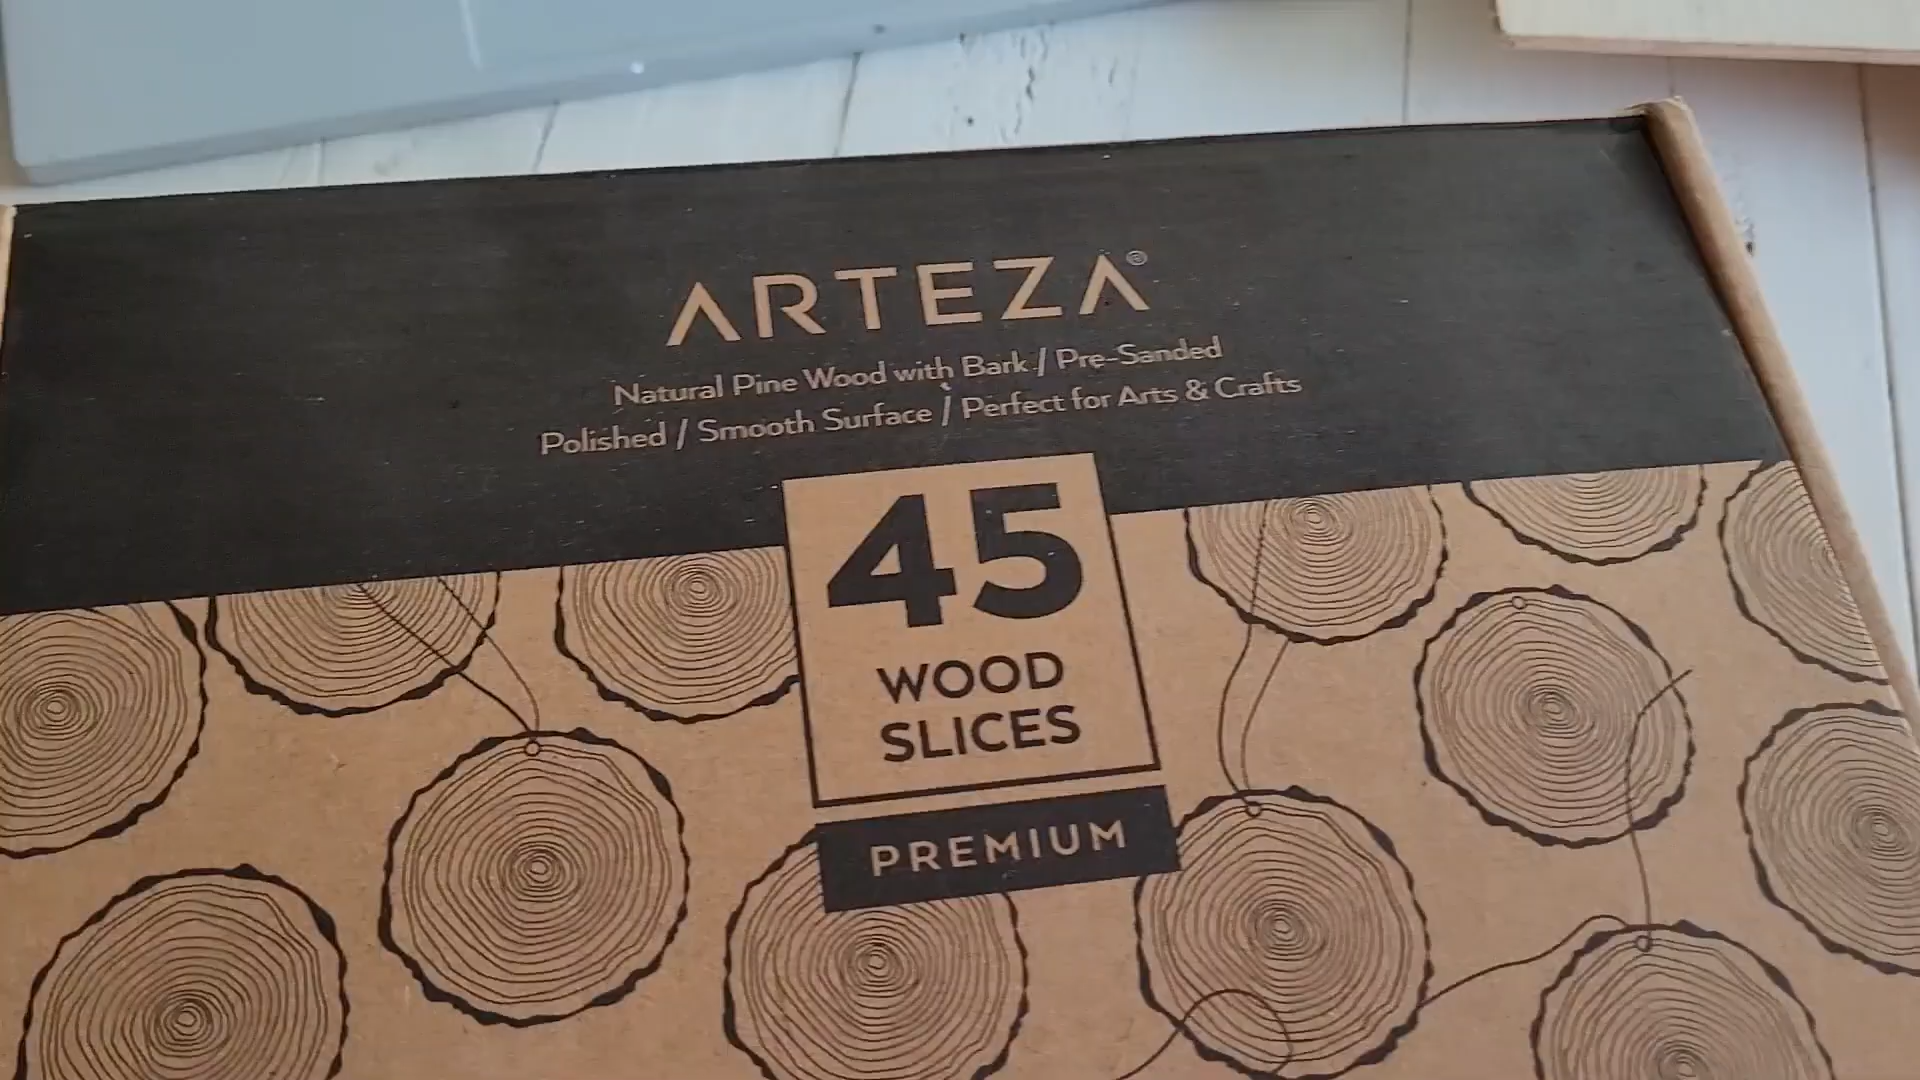 ARTEZA®
Natural Pine Wood with Bark / Pre-Sanded
Polished / Smooth Surface / Perfect for Arts & Crafts
45
WOOD
SLICES
PREMIUM